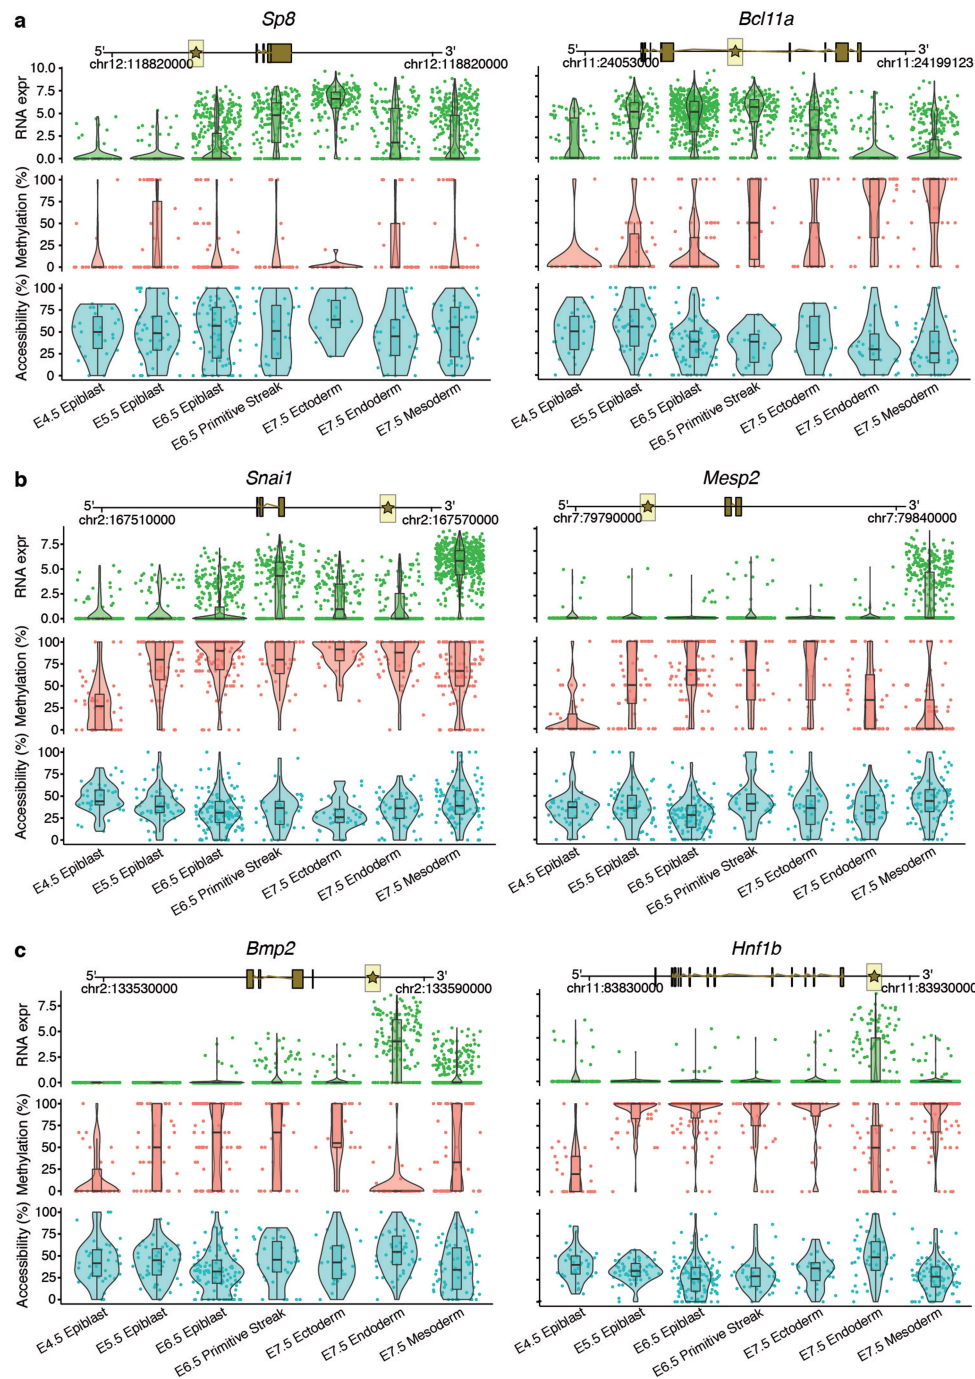 a
Sp8
Bcl11a
5'
3'
chr12:118820000
chr12:118820000
5'
3'
chr11:24053000
chr11:24199123
RNA expr
10.0
7.5
5.0
2.5
0.0
Methylation (%)
100
75
50
25
0
Accessibility (%)
100
75
50
25
0
E4.5 Epiblast
E5.5 Epiblast
E6.5 Epiblast
E6.5 Primitive Streak
E7.5 Ectoderm
E7.5 Endoderm
E7.5 Mesoderm
E4.5 Epiblast
E5.5 Epiblast
E6.5 Epiblast
E6.5 Primitive Streak
E7.5 Ectoderm
E7.5 Endoderm
E7.5 Mesoderm
b
Snai1
Mesp2
5'
3'
chr2:167510000
chr2:167570000
5'
3'
chr7:79790000
chr7:79840000
RNA expr
7.5
5.0
2.5
0.0
Methylation (%)
100
75
50
25
0
Accessibility (%)
100
75
50
25
0
E4.5 Epiblast
E5.5 Epiblast
E6.5 Epiblast
E6.5 Primitive Streak
E7.5 Ectoderm
E7.5 Endoderm
E7.5 Mesoderm
E4.5 Epiblast
E5.5 Epiblast
E6.5 Epiblast
E6.5 Primitive Streak
E7.5 Ectoderm
E7.5 Endoderm
E7.5 Mesoderm
c
Bmp2
Hnf1b
5'
3'
chr2:133530000
chr2:133590000
5'
3'
chr11:83830000
chr11:83930000
RNA expr
7.5
5.0
2.5
0.0
Methylation (%)
100
75
50
25
0
Accessibility (%)
100
75
50
25
0
E4.5 Epiblast
E5.5 Epiblast
E6.5 Epiblast
E6.5 Primitive Streak
E7.5 Ectoderm
E7.5 Endoderm
E7.5 Mesoderm
E4.5 Epiblast
E5.5 Epiblast
E6.5 Epiblast
E6.5 Primitive Streak
E7.5 Ectoderm
E7.5 Endoderm
E7.5 Mesoderm